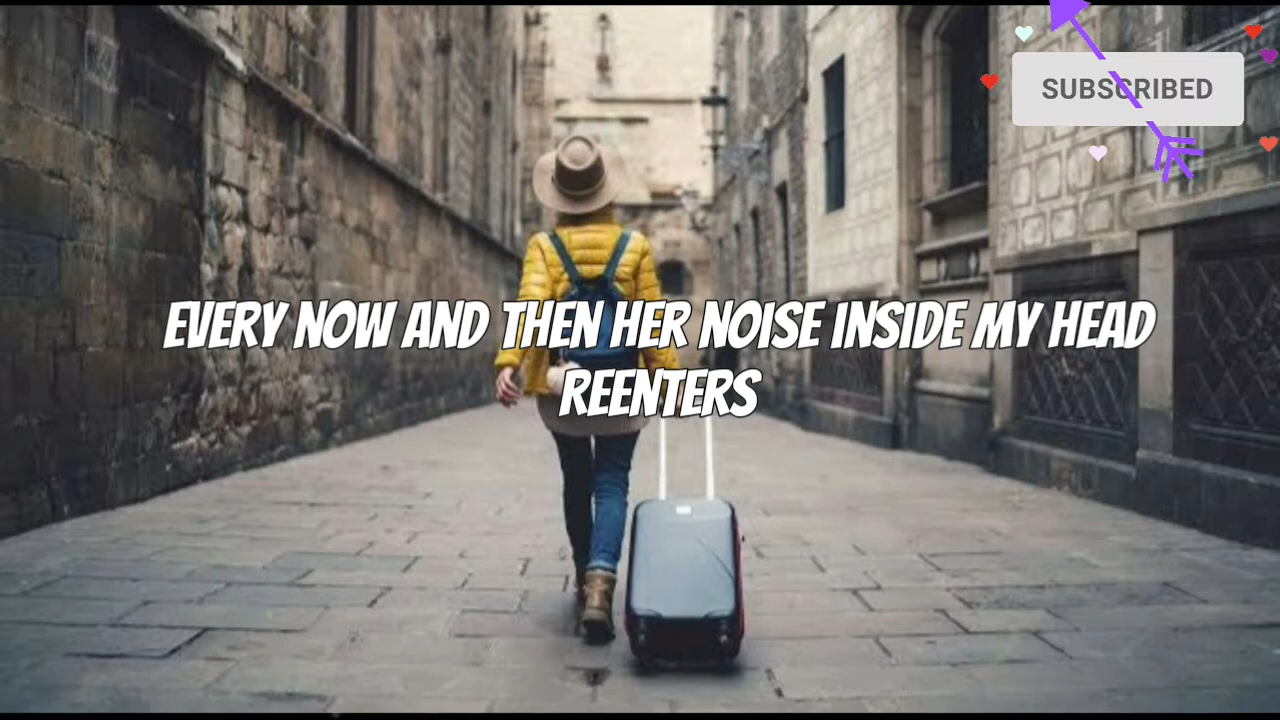 SUBSCRIBED
EVERY NOW AND THEN HER NOISE INSIDE MY HEAD
REENTERS